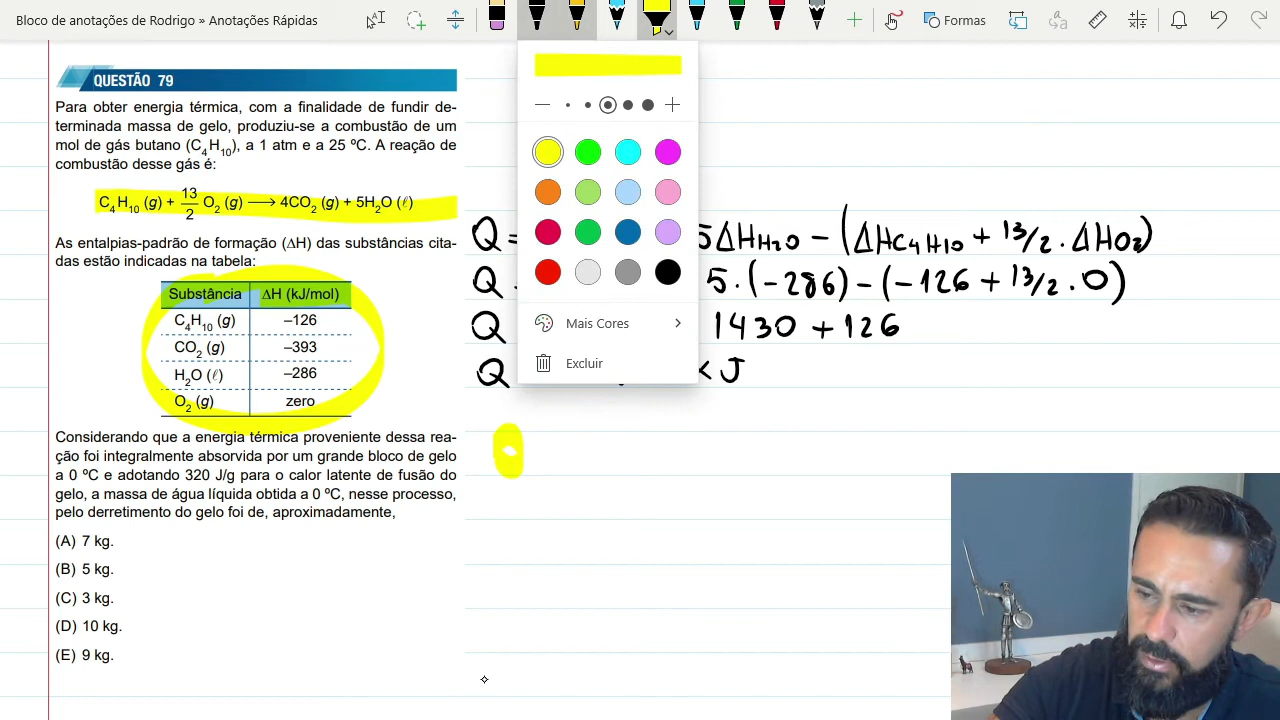 Bloco de anotações de Rodrigo » Anotações Rápidas
Formas
QUESTÃO 79
Para obter energia térmica, com a finalidade de fundir de-
terminada massa de gelo, produziu-se a combustão de um
mol de gás butano (C4H10), a 1 atm e a 25 ºC. A reação de
combustão desse gás é:
C4H10 (g) + 13/2 O2 (g) ⟶ 4CO2 (g) + 5H2O (ℓ)
As entalpias-padrão de formação (ΔH) das substâncias cita-
das estão indicadas na tabela:
Substância ΔH (kJ/mol)
C4H10 (g) –126
CO2 (g) –393
H2O (ℓ) –286
O2 (g) zero
Considerando que a energia térmica proveniente dessa rea-
ção foi integralmente absorvida por um grande bloco de gelo
a 0 ºC e adotando 320 J/g para o calor latente de fusão do
gelo, a massa de água líquida obtida a 0 ºC, nesse processo,
pelo derretimento do gelo foi de, aproximadamente,
(A) 7 kg.
(B) 5 kg.
(C) 3 kg.
(D) 10 kg.
(E) 9 kg.
Q = 5ΔHH2O – (ΔHC4H10 + 13/2 . ΔHO2)
Q 5.(–286) – (–126 + 13/2 . 0)
Q 1430 + 126
Q KJ
Mais Cores
Excluir